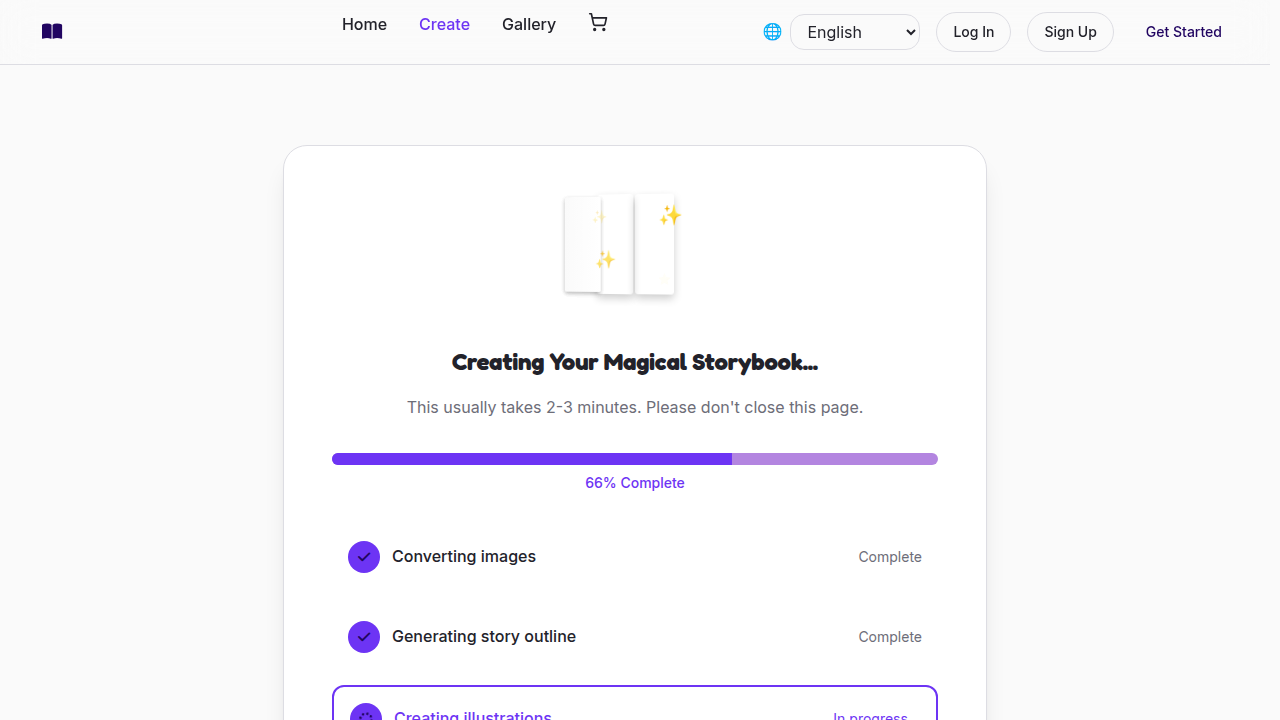 Home Create Gallery
English Log In Sign Up Get Started
Creating Your Magical Storybook...
This usually takes 2-3 minutes. Please don't close this page.
66% Complete
Converting images Complete
Generating story outline Complete
Creating illustrations In progress